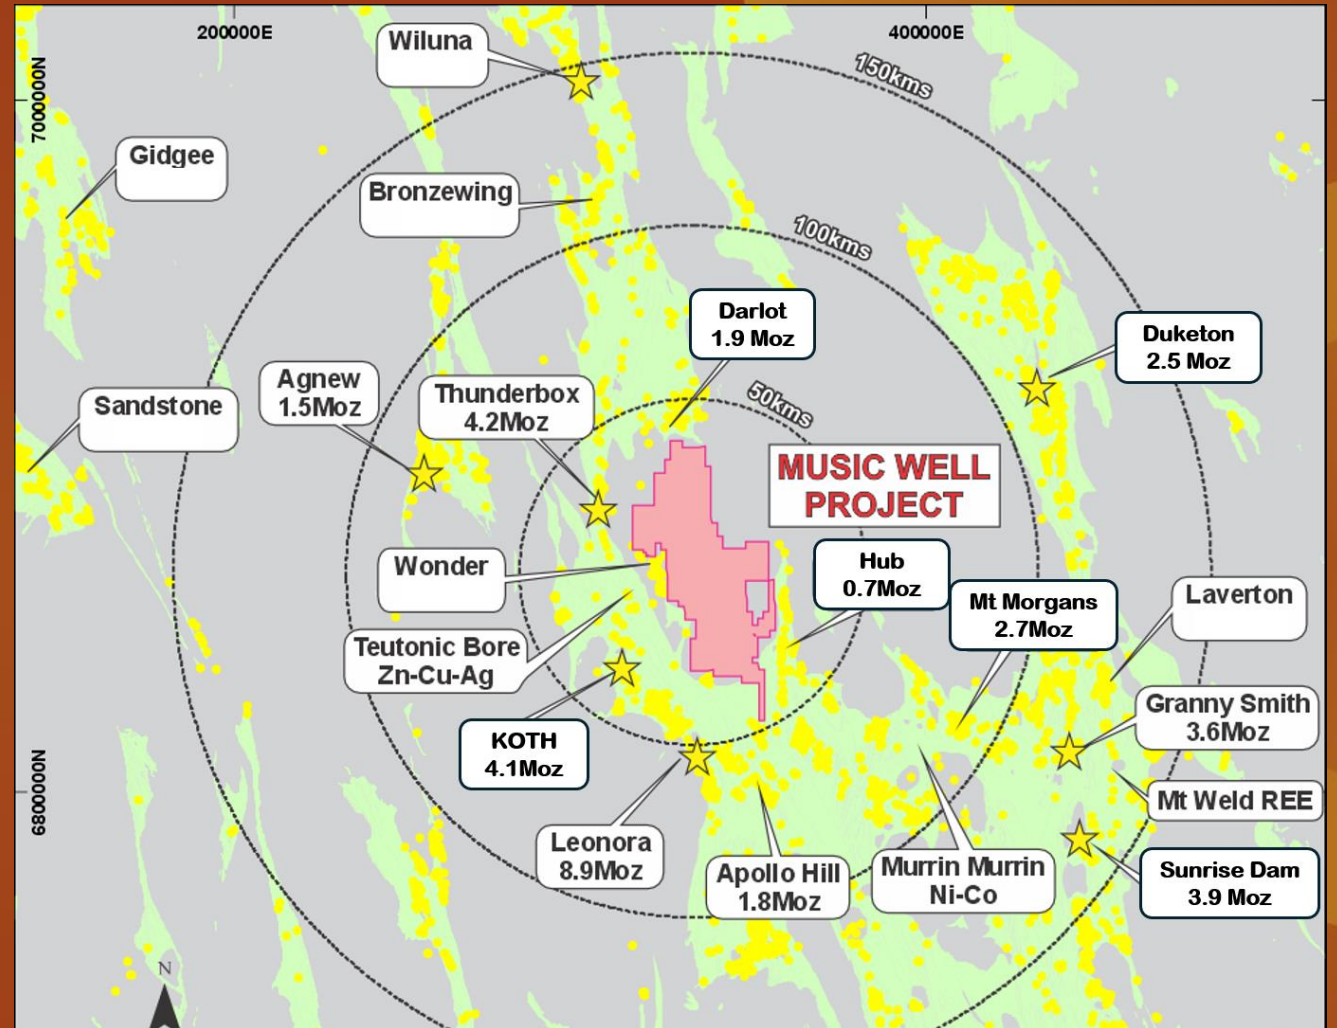 200000E
400000E
7000000N
6800000N
150kms
100kms
50kms
Wiluna
Gidgee
Bronzewing
Darlot
1.9 Moz
Duketon
2.5 Moz
Agnew
1.5Moz
Thunderbox
4.2Moz
Sandstone
MUSIC WELL
PROJECT
Wonder
Hub
0.7Moz
Mt Morgans
2.7Moz
Laverton
Teutonic Bore
Zn-Cu-Ag
Granny Smith
3.6Moz
KOTH
4.1Moz
Mt Weld REE
Leonora
8.9Moz
Apollo Hill
1.8Moz
Murrin Murrin
Ni-Co
Sunrise Dam
3.9 Moz
N